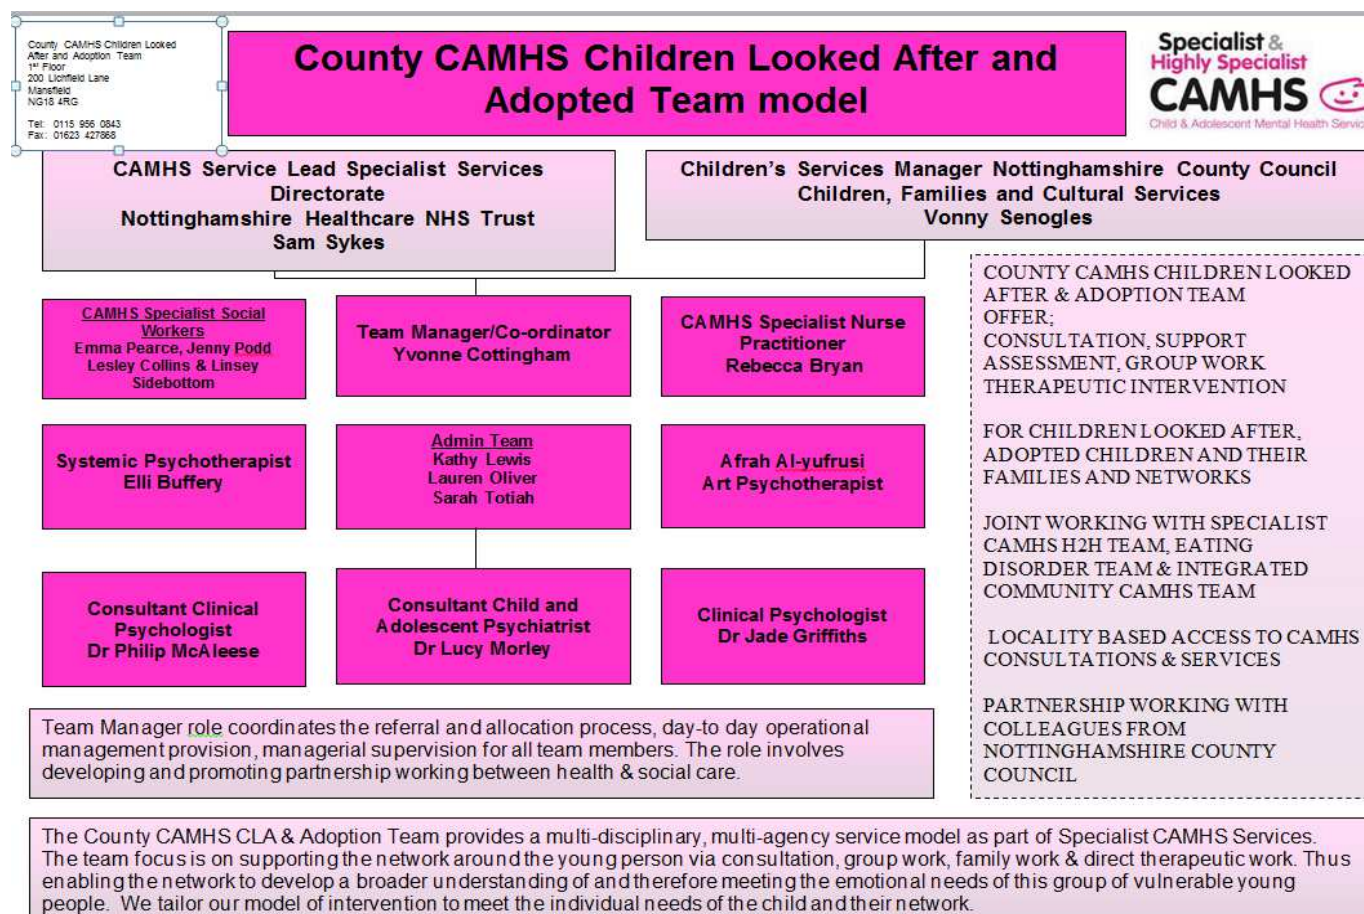 County CAMHS Children Looked
After and Adoption Team
1st Floor
200 Lichfield Lane
Mansfield
NG18 4RG
Tel: 0115 956 0843
Fax: 01623 427868
County CAMHS Children Looked After and
Adopted Team model
Specialist &
Highly Specialist
CAMHS
Child & Adolescent Mental Health Servic
CAMHS Service Lead Specialist Services
Directorate
Nottinghamshire Healthcare NHS Trust
Sam Sykes
Children's Services Manager Nottinghamshire County Council
Children, Families and Cultural Services
Vonny Senogles
CAMHS Specialist Social
Workers
Emma Pearce, Jenny Podd
Lesley Collins & Linsey
Sidebottom
Team Manager/Co-ordinator
Yvonne Cottingham
CAMHS Specialist Nurse
Practitioner
Rebecca Bryan
Systemic Psychotherapist
Elli Buffery
Admin Team
Kathy Lewis
Lauren Oliver
Sarah Totiah
Afrah Al-yufrusi
Art Psychotherapist
Consultant Clinical
Psychologist
Dr Philip McAleese
Consultant Child and
Adolescent Psychiatrist
Dr Lucy Morley
Clinical Psychologist
Dr Jade Griffiths
COUNTY CAMHS CHILDREN LOOKED
AFTER & ADOPTION TEAM
OFFER;
CONSULTATION, SUPPORT
ASSESSMENT, GROUP WORK
THERAPEUTIC INTERVENTION
FOR CHILDREN LOOKED AFTER,
ADOPTED CHILDREN AND THEIR
FAMILIES AND NETWORKS
JOINT WORKING WITH SPECIALIST
CAMHS H2H TEAM, EATING
DISORDER TEAM & INTEGRATED
COMMUNITY CAMHS TEAM
LOCALITY BASED ACCESS TO CAMHS
CONSULTATIONS & SERVICES
PARTNERSHIP WORKING WITH
COLLEAGUES FROM
NOTTINGHAMSHIRE COUNTY
COUNCIL
Team Manager role coordinates the referral and allocation process, day-to day operational
management provision, managerial supervision for all team members. The role involves
developing and promoting partnership working between health & social care.
The County CAMHS CLA & Adoption Team provides a multi-disciplinary, multi-agency service model as part of Specialist CAMHS Services.
The team focus is on supporting the network around the young person via consultation, group work, family work & direct therapeutic work. Thus
enabling the network to develop a broader understanding of and therefore meeting the emotional needs of this group of vulnerable young
people. We tailor our model of intervention to meet the individual needs of the child and their network.